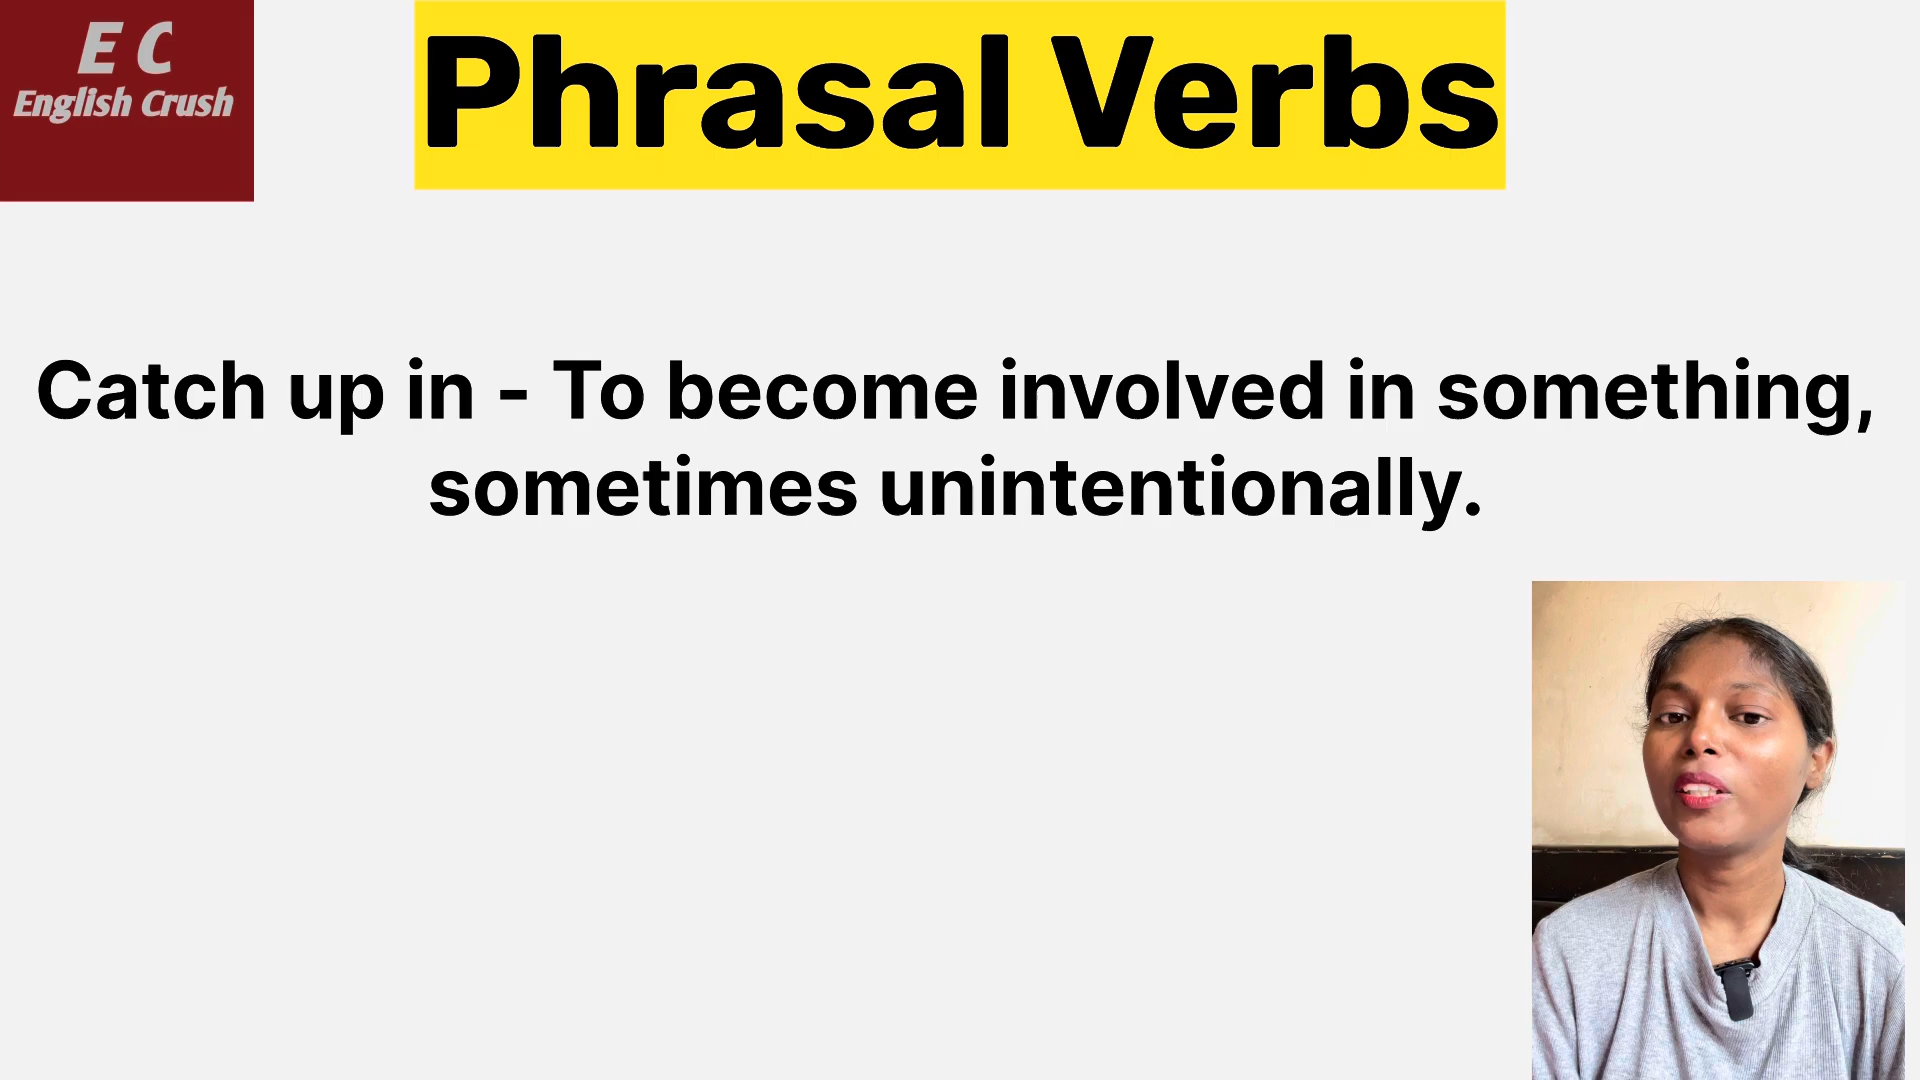 E C
English Crush
Phrasal Verbs
Catch up in - To become involved in something,
sometimes unintentionally.